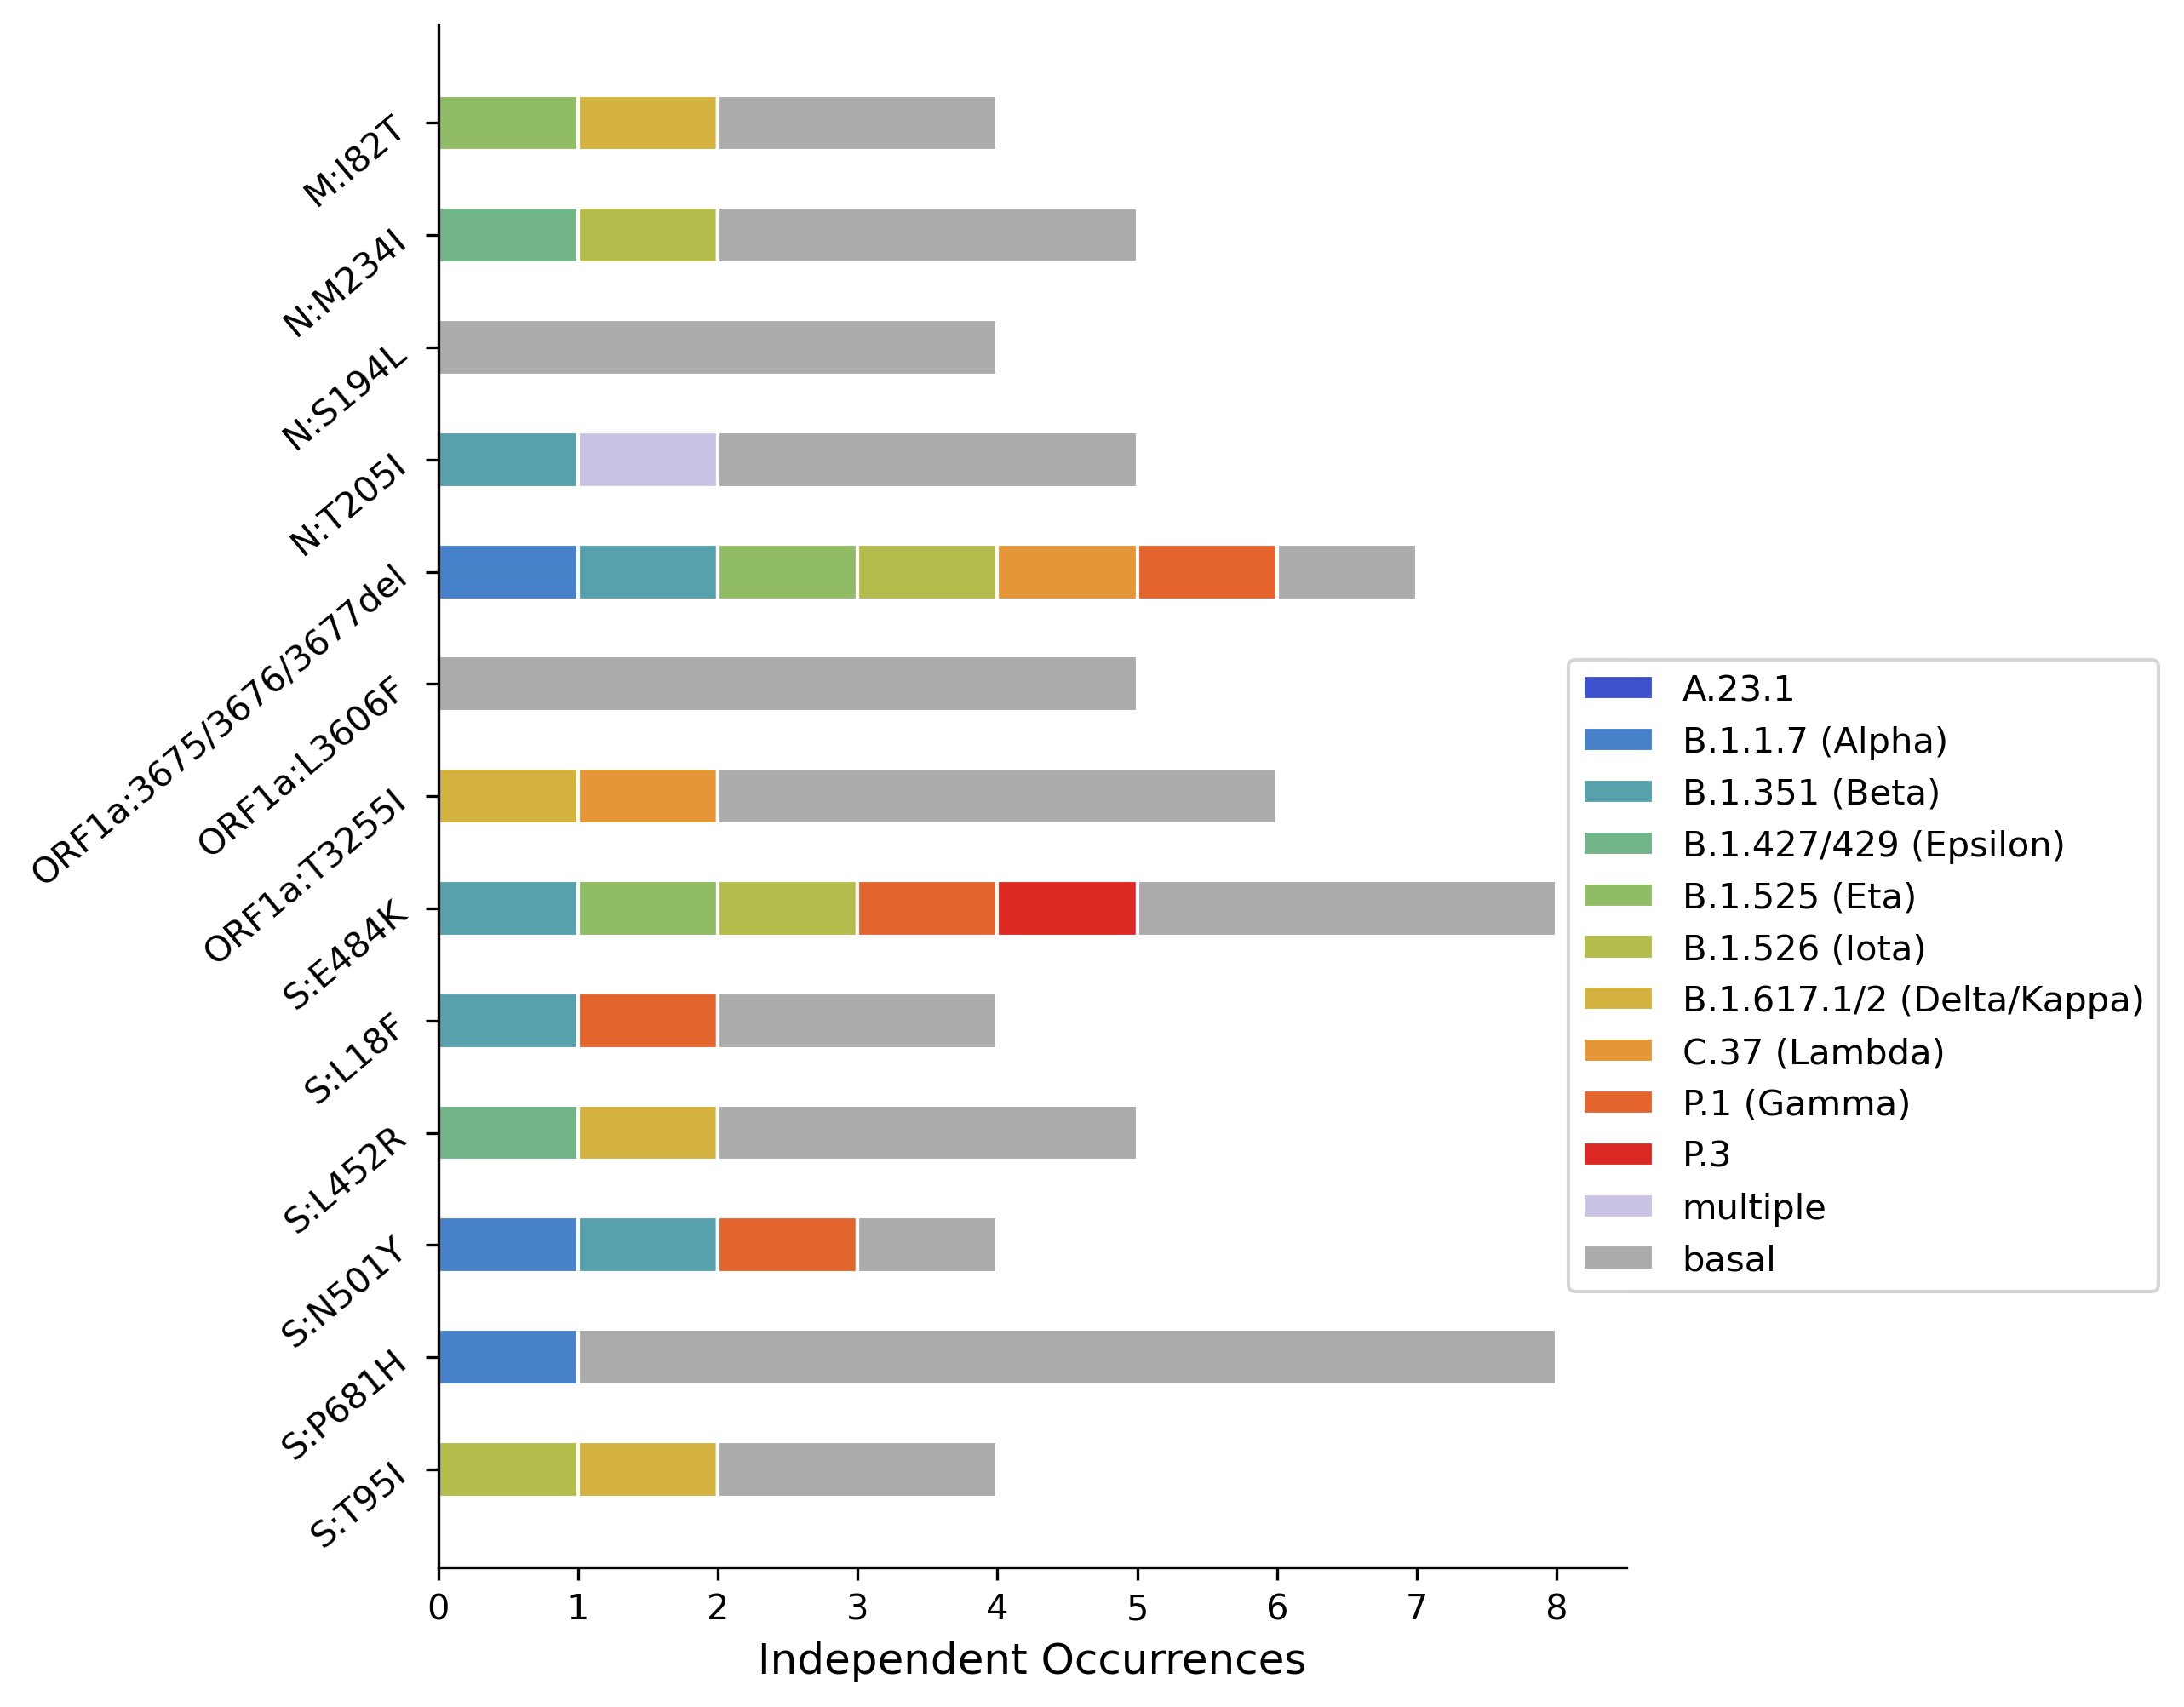 M:I82T
N:M234I
N:S194L
N:T205I
ORF1a:3675/3676/3677del
ORF1a:L3606F
ORF1a:T3255I
S:E484K
S:L18F
S:L452R
S:N501Y
S:P681H
S:T95I
A.23.1
B.1.1.7 (Alpha)
B.1.351 (Beta)
B.1.427/429 (Epsilon)
B.1.525 (Eta)
B.1.526 (Iota)
B.1.617.1/2 (Delta/Kappa)
C.37 (Lambda)
P.1 (Gamma)
P.3
multiple
basal
0 1 2 3 4 5 6 7 8
Independent Occurrences